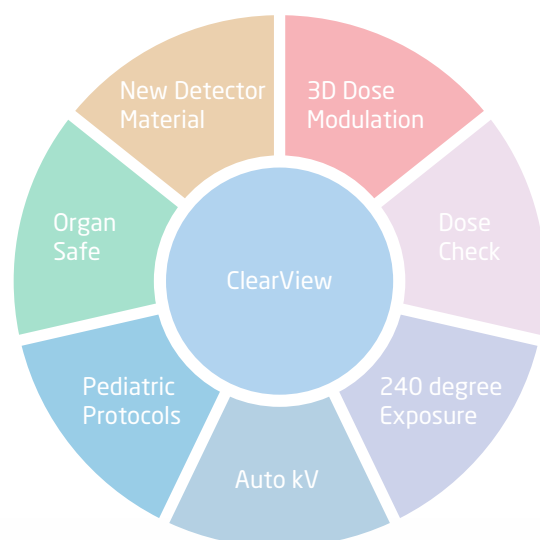 New Detector
Material
3D Dose
Modulation
Organ
Safe
Dose
Check
ClearView
Pediatric
Protocols
240 degree
Exposure
Auto kV